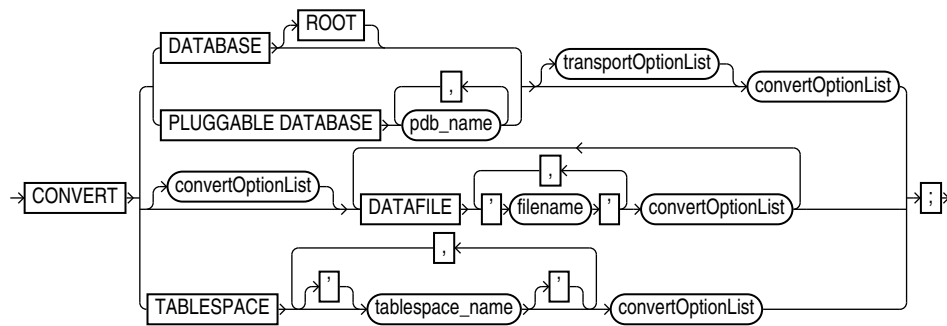 ROOT
DATABASE
transportOptionList
,
convertOptionList
PLUGGABLE DATABASE
pdb_name
,
convertOptionList
CONVERT
DATAFILE
'
filename
'
convertOptionList
;
,
'
'
TABLESPACE
tablespace_name
convertOptionList